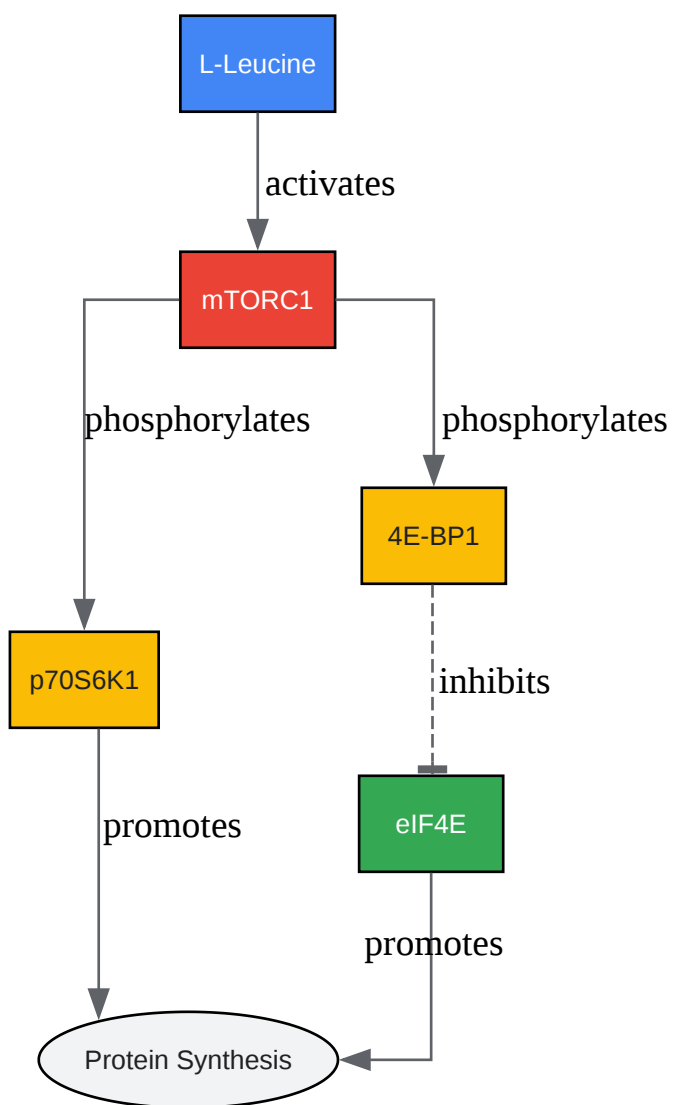 L-Leucine
activates
mTORC1
phosphorylates
phosphorylates
4E-BP1
p70S6K1
inhibits
promotes
eIF4E
promotes
Protein Synthesis